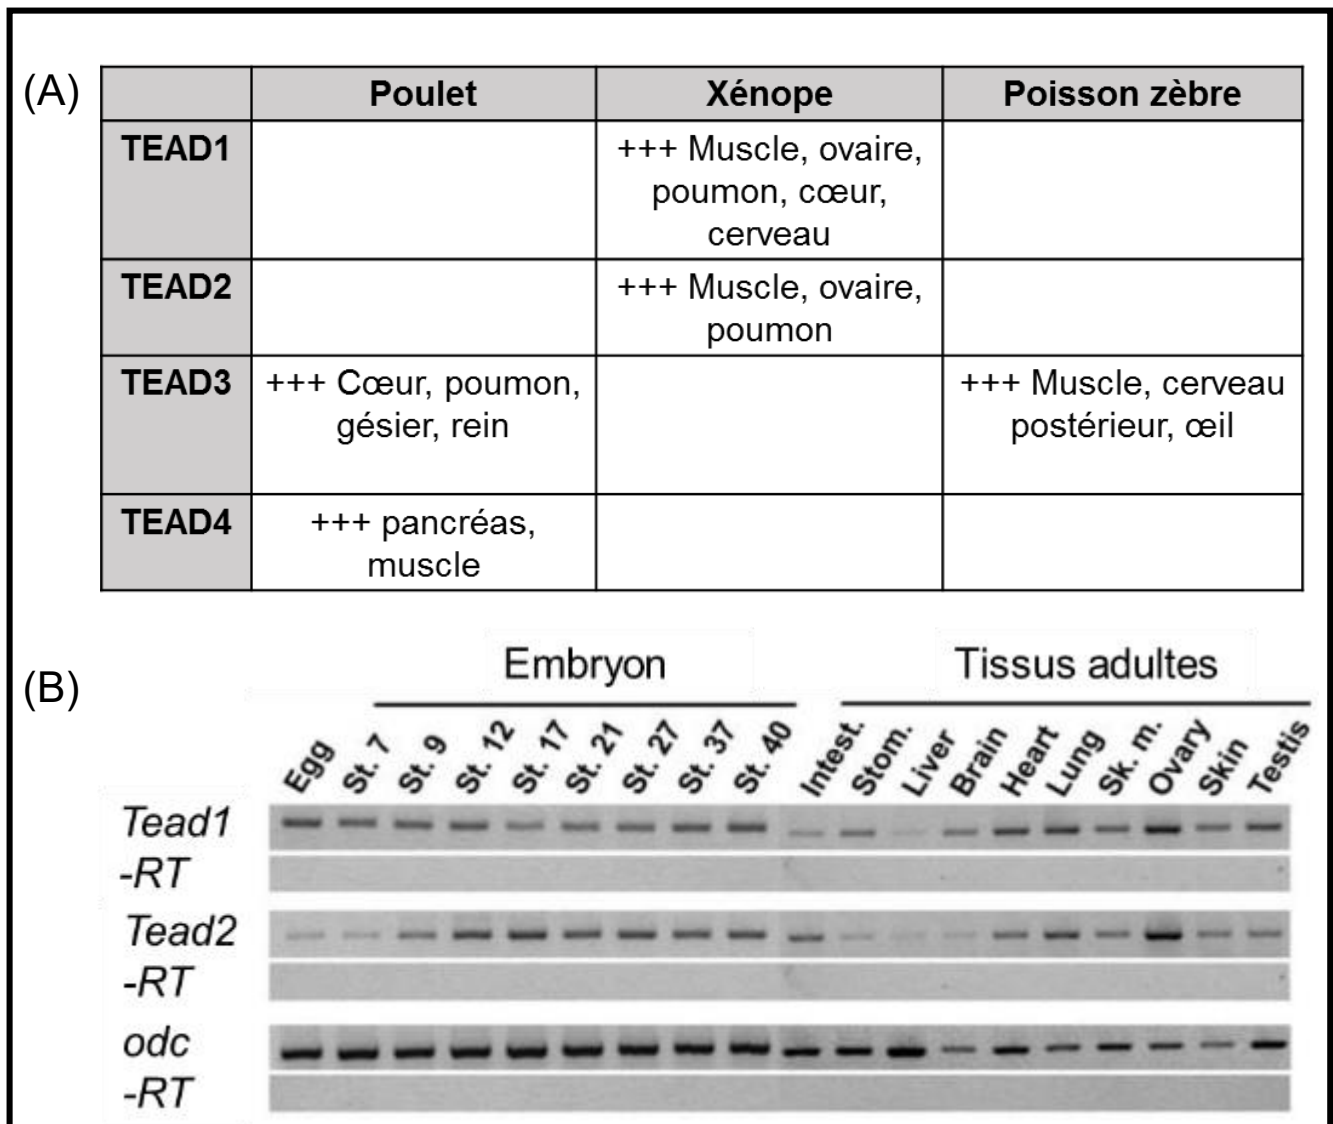 (A)
Poulet Xénope Poisson zèbre
TEAD1 +++ Muscle, ovaire,
poumon, cœur,
cerveau
TEAD2 +++ Muscle, ovaire,
poumon
TEAD3 +++ Cœur, poumon, +++ Muscle, cerveau
gésier, rein postérieur, œil
TEAD4 +++ pancréas,
muscle
(B)
Embryon Tissus adultes
Egg St. 7 St. 9 St. 12 St. 17 St. 21 St. 27 St. 37 St. 40 Intest. Stom. Liver Brain Heart Lung Sk. m. Ovary Skin Testis
Tead1
-RT
Tead2
-RT
odc
-RT